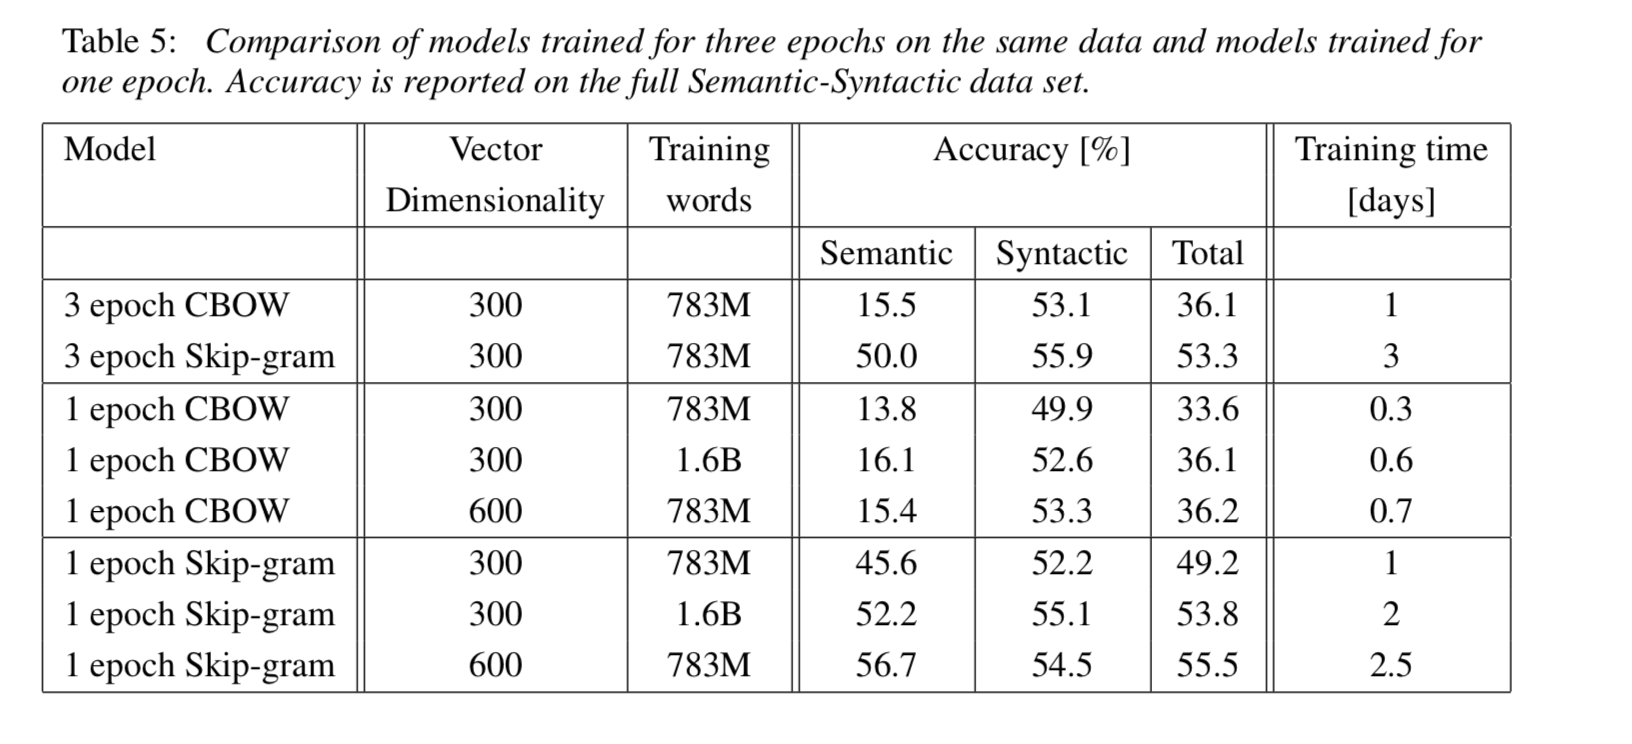 Table 5: Comparison of models trained for three epochs on the same data and models trained for
one epoch. Accuracy is reported on the full Semantic-Syntactic data set.
Model Vector Training Accuracy [%] Training time
Dimensionality words [days]
Semantic Syntactic Total
3 epoch CBOW 300 783M 15.5 53.1 36.1 1
3 epoch Skip-gram 300 783M 50.0 55.9 53.3 3
1 epoch CBOW 300 783M 13.8 49.9 33.6 0.3
1 epoch CBOW 300 1.6B 16.1 52.6 36.1 0.6
1 epoch CBOW 600 783M 15.4 53.3 36.2 0.7
1 epoch Skip-gram 300 783M 45.6 52.2 49.2 1
1 epoch Skip-gram 300 1.6B 52.2 55.1 53.8 2
1 epoch Skip-gram 600 783M 56.7 54.5 55.5 2.5